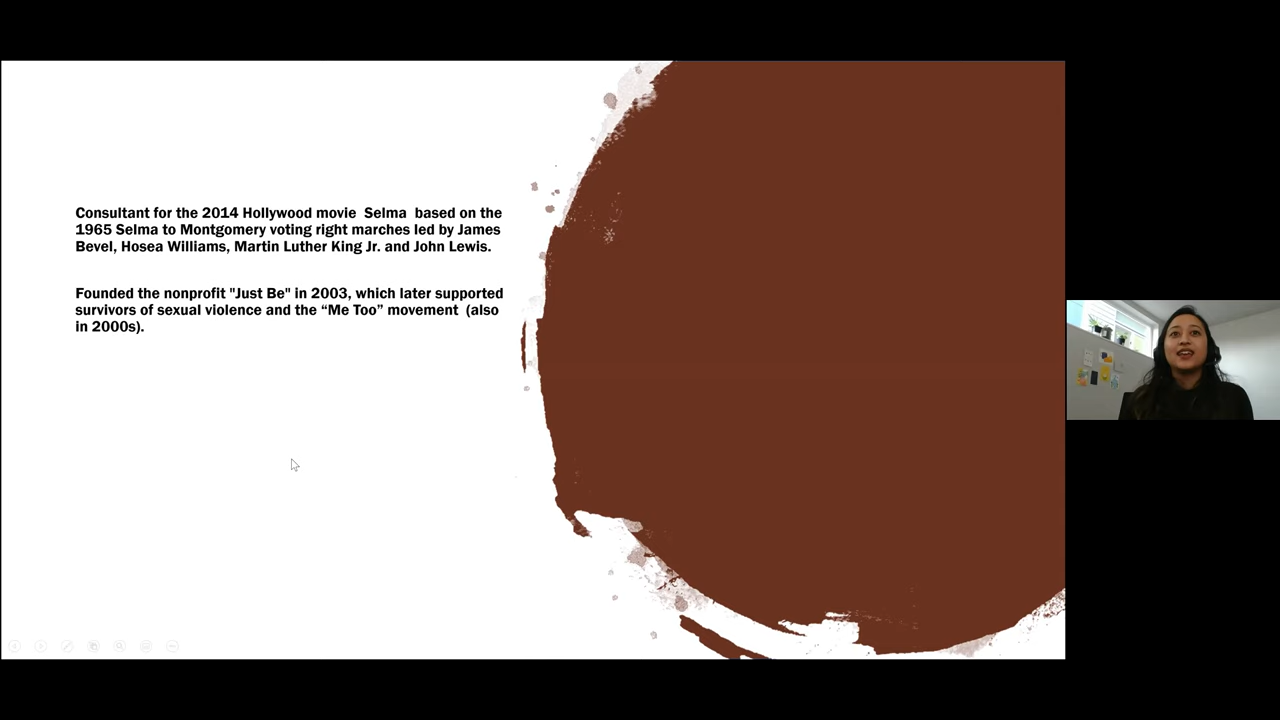 Consultant for the 2014 Hollywood movie  Selma  based on the
1965 Selma to Montgomery voting right marches led by James
Bevel, Hosea Williams, Martin Luther King Jr. and John Lewis.
Founded the nonprofit "Just Be" in 2003, which later supported
survivors of sexual violence and the “Me Too” movement  (also
in 2000s).